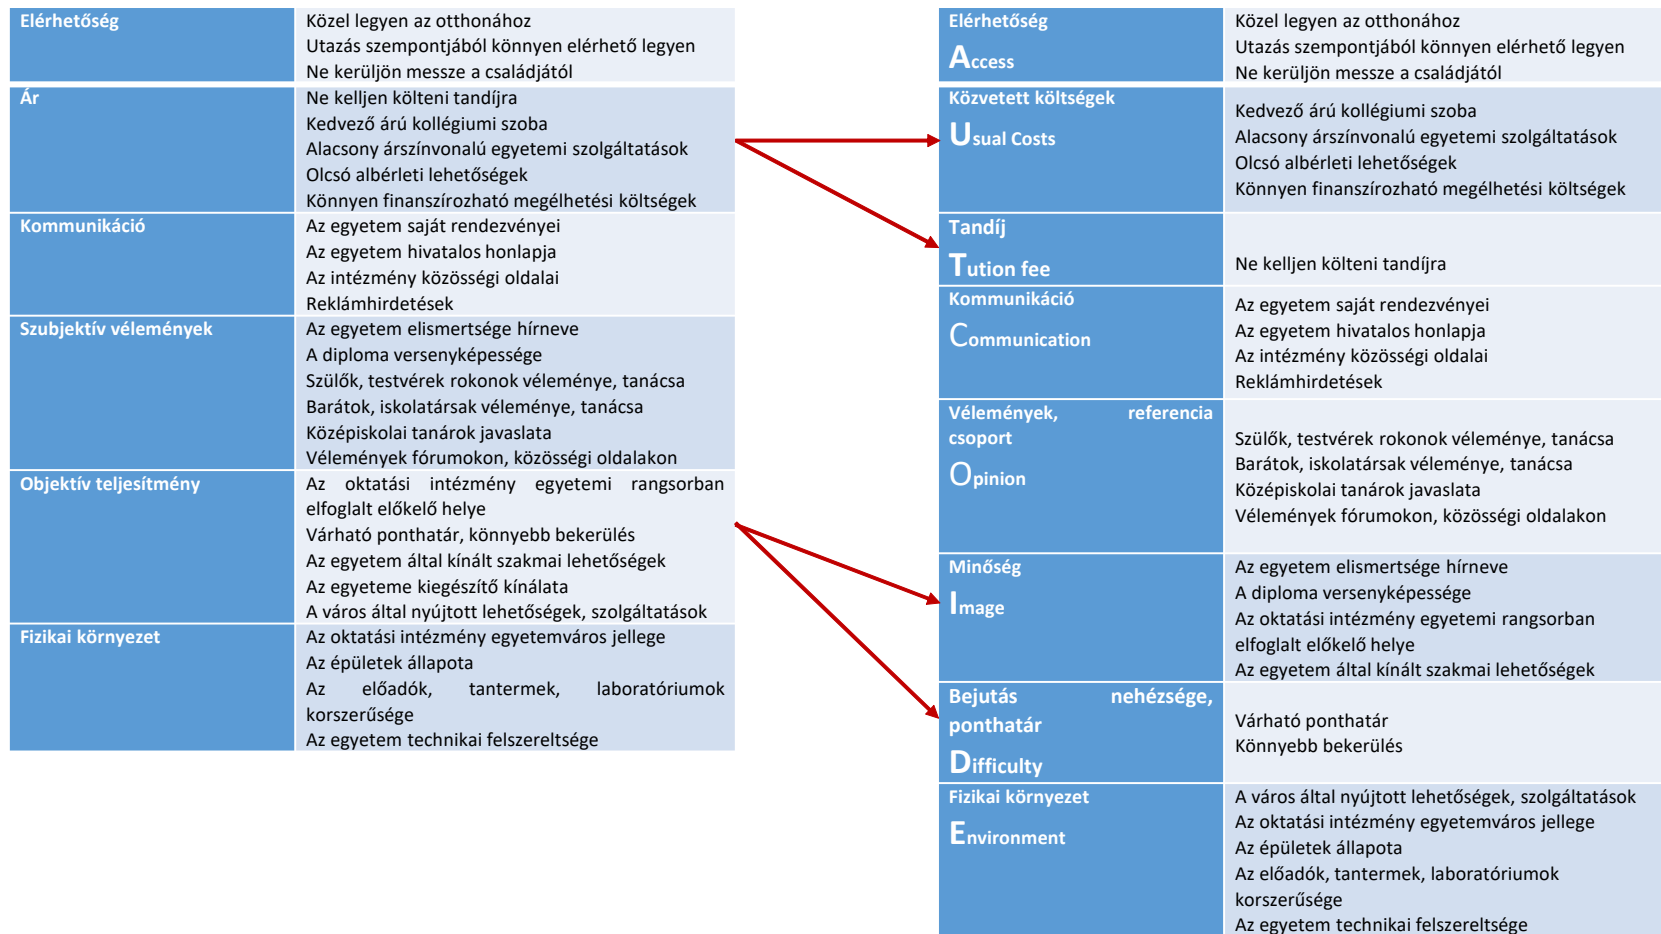 Elérhetőség
Közel legyen az otthonához
Utazás szempontjából könnyen elérhető legyen
Ne kerüljön messze a családjától
Ár
Ne kelljen költeni tandíjra
Kedvező árú kollégiumi szoba
Alacsony árszínvonalú egyetemi szolgáltatások
Olcsó albérleti lehetőségek
Könnyen finanszírozható megélhetési költségek
Kommunikáció
Az egyetem saját rendezvényei
Az egyetem hivatalos honlapja
Az intézmény közösségi oldalai
Reklámhirdetések
Szubjektív vélemények
Az egyetem elismertsége hírneve
A diploma versenyképessége
Szülők, testvérek rokonok véleménye, tanácsa
Barátok, iskolatársak véleménye, tanácsa
Középiskolai tanárok javaslata
Vélemények fórumokon, közösségi oldalakon
Objektív teljesítmény
Az oktatási intézmény egyetemi rangsorban
elfoglalt előkelő helye
Várható ponthatár, könnyebb bekerülés
Az egyetem által kínált szakmai lehetőségek
Az egyeteme kiegészítő kínálata
A város által nyújtott lehetőségek, szolgáltatások
Fizikai környezet
Az oktatási intézmény egyetemváros jellege
Az épületek állapota
Az előadók, tantermek, laboratóriumok
korszerűsége
Az egyetem technikai felszereltsége
Elérhetőség
Access
Közel legyen az otthonához
Utazás szempontjából könnyen elérhető legyen
Ne kerüljön messze a családjától
Közvetett költségek
Usual Costs
Kedvező árú kollégiumi szoba
Alacsony árszínvonalú egyetemi szolgáltatások
Olcsó albérleti lehetőségek
Könnyen finanszírozható megélhetési költségek
Tandíj
Tution fee
Ne kelljen költeni tandíjra
Kommunikáció
Communication
Az egyetem saját rendezvényei
Az egyetem hivatalos honlapja
Az intézmény közösségi oldalai
Reklámhirdetések
Vélemények, referencia
csoport
Opinion
Szülők, testvérek rokonok véleménye, tanácsa
Barátok, iskolatársak véleménye, tanácsa
Középiskolai tanárok javaslata
Vélemények fórumokon, közösségi oldalakon
Minőség
Image
Az egyetem elismertsége hírneve
A diploma versenyképessége
Az oktatási intézmény egyetemi rangsorban
elfoglalt előkelő helye
Az egyetem által kínált szakmai lehetőségek
Bejutás nehézsége,
ponthatár
Difficulty
Várható ponthatár
Könnyebb bekerülés
Fizikai környezet
Environment
A város által nyújtott lehetőségek, szolgáltatások
Az oktatási intézmény egyetemváros jellege
Az épületek állapota
Az előadók, tantermek, laboratóriumok
korszerűsége
Az egyetem technikai felszereltsége